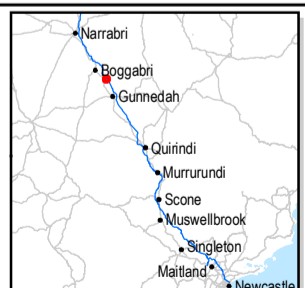 Narrabri
Boggabri
Gunnedah
Quirindi
Murrurundi
Scone
Muswellbrook
Singleton
Maitland
Newcastle